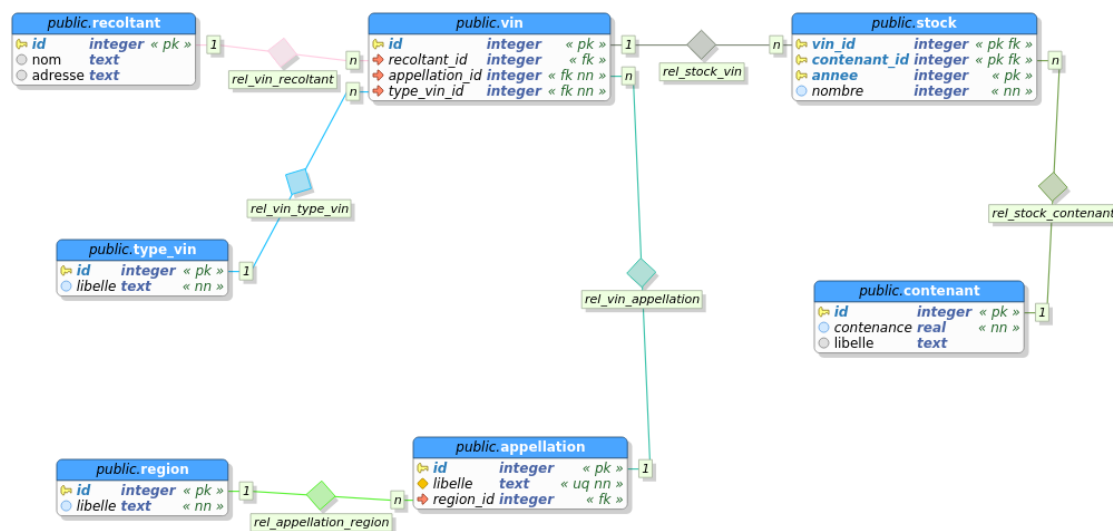 public.recoltant
id integer « pk »
nom text
adresse text
1
rel_vin_recoltant
n
public.vin
id integer « pk »
recoltant_id integer « fk »
appellation_id integer « fk nn »
type_vin_id integer « fk nn »
1
rel_stock_vin
n
public.stock
vin_id integer « pk fk »
contenant_id integer « pk fk »
annee integer « pk »
nombre integer « nn »
n
n
n
rel_vin_type_vin
rel_stock_contenant
public.type_vin
id integer « pk »
libelle text « nn »
1
rel_vin_appellation
public.contenant
id integer « pk »
contenance real « nn »
libelle text
1
public.region
id integer « pk »
libelle text « nn »
1
rel_appellation_region
n
public.appellation
id integer « pk »
libelle text « uq nn »
region_id integer « fk »
1